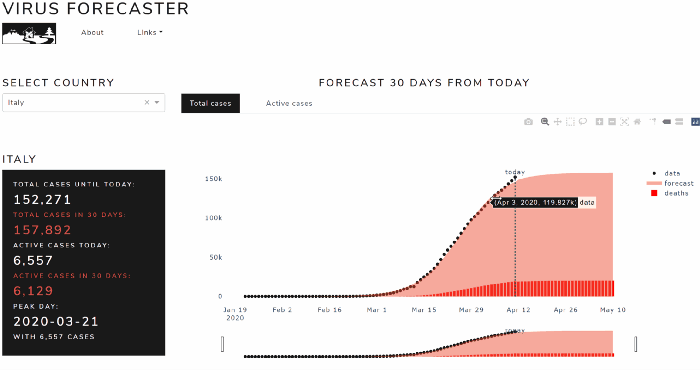 VIRUS FORECASTER
About Links
SELECT COUNTRY
FORECAST 30 DAYS FROM TODAY
Italy
Total cases Active cases
ITALY
TOTAL CASES UNTIL TODAY:
152,271
TOTAL CASES IN 30 DAYS:
157,892
ACTIVE CASES TODAY:
6,557
ACTIVE CASES IN 30 DAYS:
6,129
PEAK DAY:
2020-03-21
WITH 6,557 CASES
today
150k
100k
50k
0
(Apr 3, 2020, 119.827k) data
data
forecast
deaths
Jan 19 Feb 2 Feb 16 Mar 1 Mar 15 Mar 29 Apr 12 Apr 26 May 10
2020
today